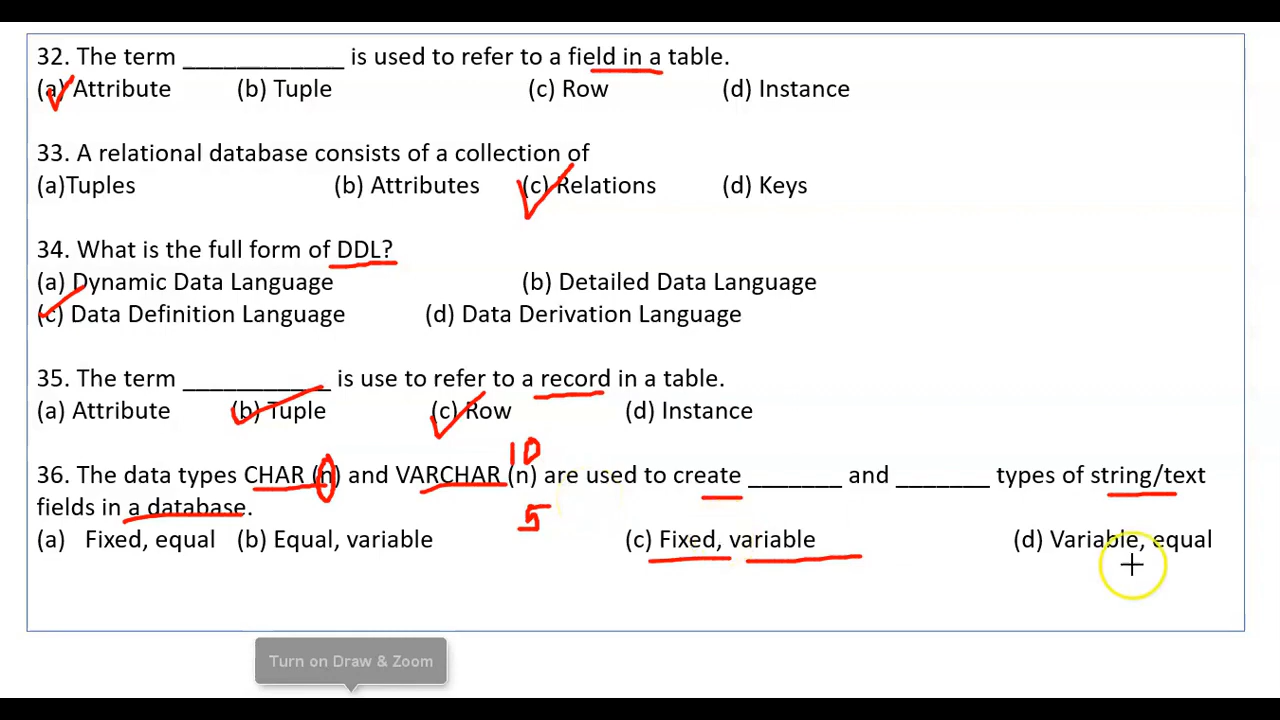 32. The term ____________ is used to refer to a field in a table.
(a) Attribute (b) Tuple (c) Row (d) Instance
33. A relational database consists of a collection of
(a)Tuples (b) Attributes (c) Relations (d) Keys
34. What is the full form of DDL?
(a) Dynamic Data Language (b) Detailed Data Language
(c) Data Definition Language (d) Data Derivation Language
35. The term ___________ is use to refer to a record in a table.
(a) Attribute (b) Tuple (c) Row (d) Instance
10
36. The data types CHAR (n) and VARCHAR (n) are used to create _______ and _______ types of string/text
fields in a database.
5
(a) Fixed, equal (b) Equal, variable (c) Fixed, variable (d) Variable, equal
Turn on Draw & Zoom